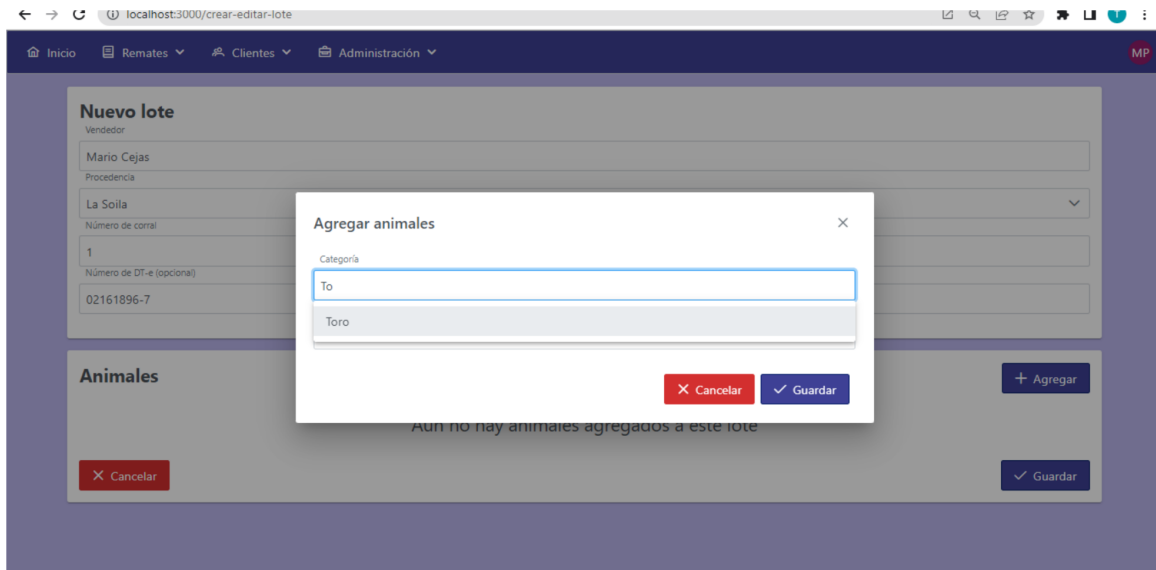 localhost:3000/crear-editar-lote
Inicio Remates Clientes Administración MP
Nuevo lote
Vendedor
Mario Cejas
Procedencia
La Soila
Número de corral
1
Número de DT-e (opcional)
02161896-7
Agregar animales
Categoría
To
Toro
Cancelar Guardar
Animales
Agregar
Aún no hay animales agregados a este lote
Cancelar
Guardar